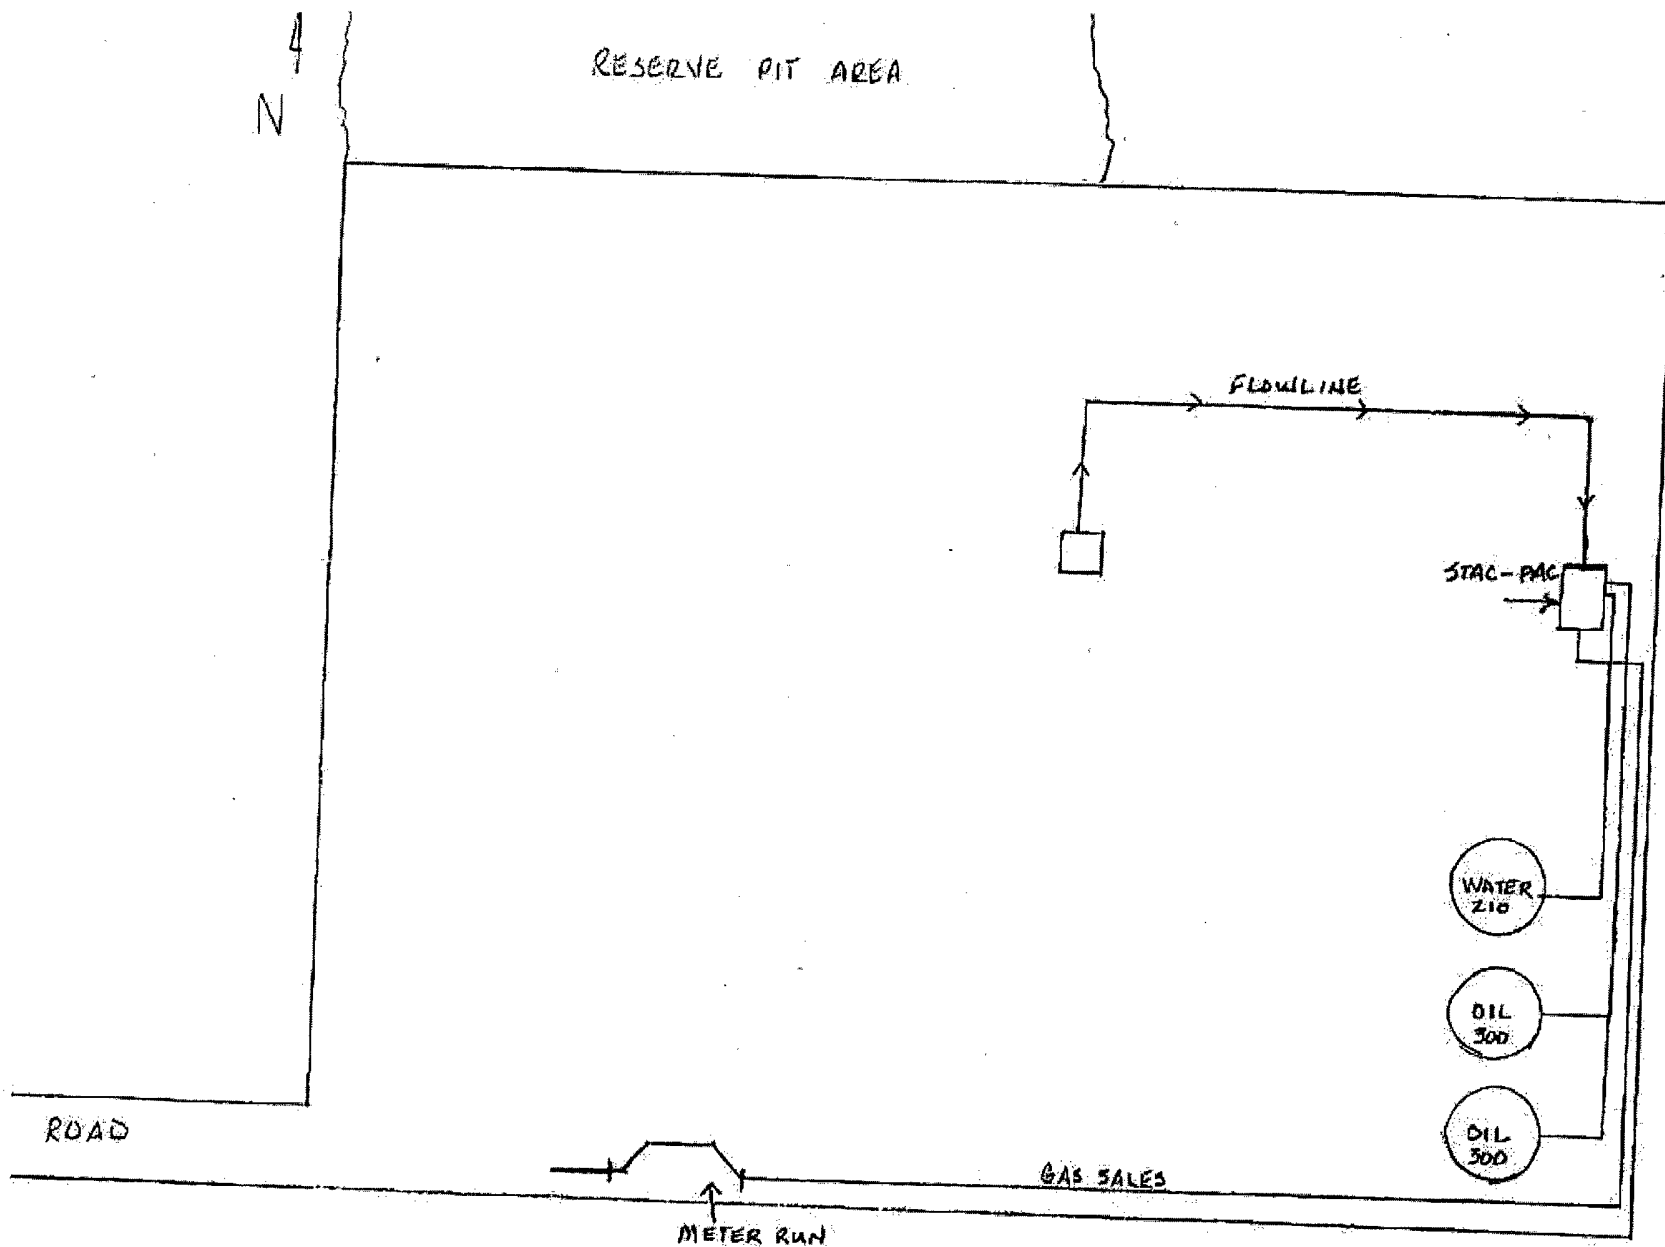 N
RESERVE PIT AREA
FLOWLINE
STAC-PAC
WATER
210
OIL
300
OIL
300
ROAD
GAS SALES
METER RUN